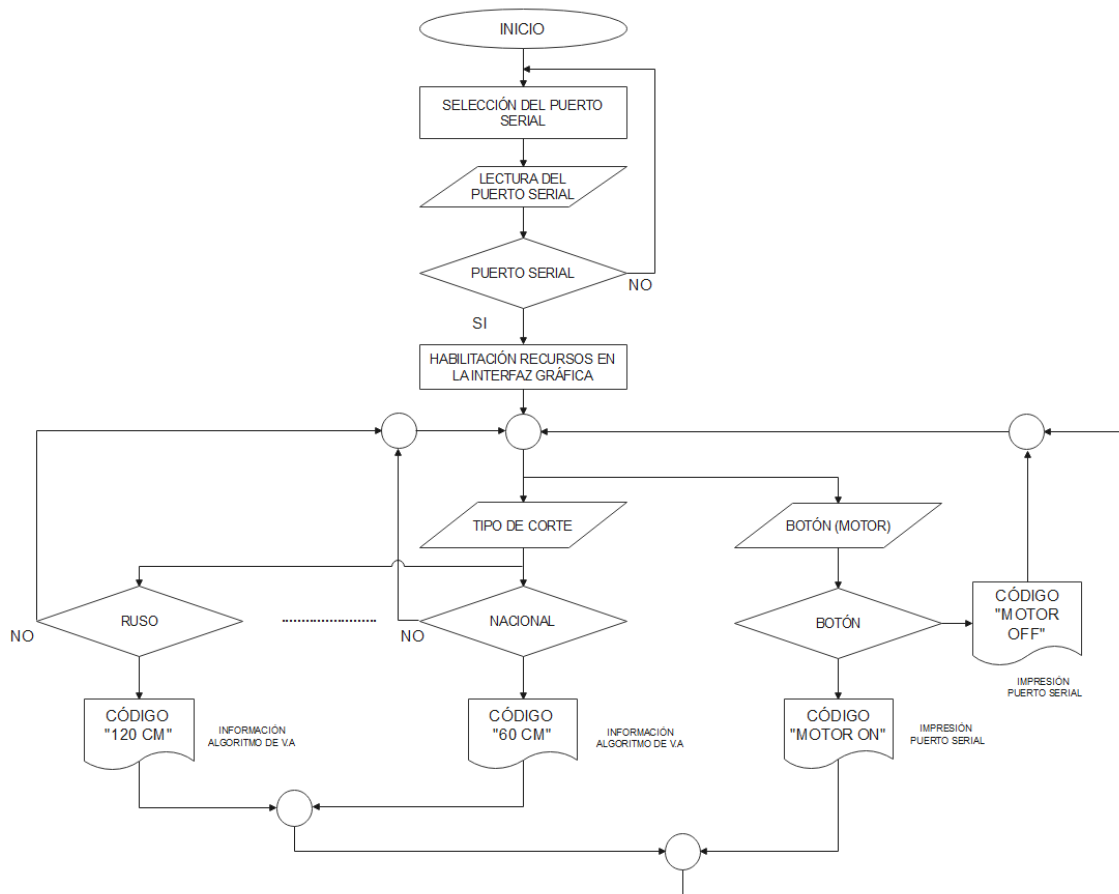 INICIO
SELECCIÓN DEL PUERTO
SERIAL
LECTURA DEL
PUERTO SERIAL
PUERTO SERIAL
NO
SI
HABILITACIÓN RECURSOS EN
LA INTERFAZ GRÁFICA
TIPO DE CORTE
BOTÓN (MOTOR)
RUSO
NO
NACIONAL
NO
BOTÓN
CÓDIGO
"MOTOR
OFF"
IMPRESIÓN
PUERTO SERIAL
CÓDIGO
"120 CM"
INFORMACIÓN
ALGORITMO DE V.A
CÓDIGO
"60 CM"
INFORMACIÓN
ALGORITMO DE V.A
CÓDIGO
"MOTOR ON"
IMPRESIÓN
PUERTO SERIAL